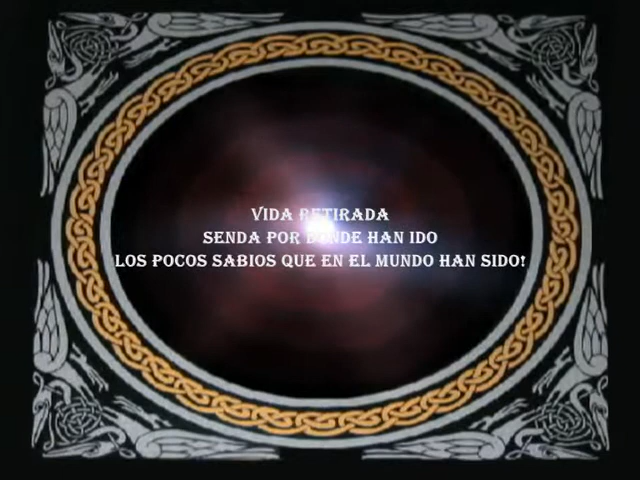 VIDA RETIRADA
SENDA POR DONDE HAN IDO
LOS POCOS SABIOS QUE EN EL MUNDO HAN SIDO!